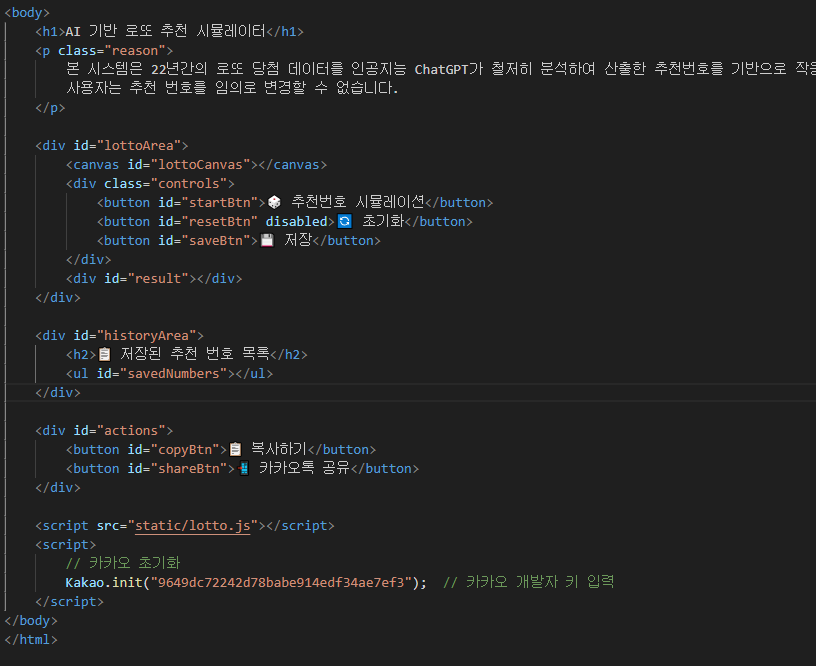 <body>
<h1>AI 기반 로또 추천 시뮬레이터</h1>
<p class="reason">
본 시스템은 22년간의 로또 당첨 데이터를 인공지능 ChatGPT가 철저히 분석하여 산출한 추천번호를 기반으로
사용자는 추천 번호를 임의로 변경할 수 없습니다.
</p>
<div id="lottoArea">
<canvas id="lottoCanvas"></canvas>
<div class="controls">
<button id="startBtn">🎲 추천번호 시뮬레이션</button>
<button id="resetBtn" disabled>🔄 초기화</button>
<button id="saveBtn">💾 저장</button>
</div>
<div id="result"></div>
</div>
<div id="historyArea">
<h2>📋 저장된 추천 번호 목록</h2>
<ul id="savedNumbers"></ul>
</div>
<div id="actions">
<button id="copyBtn">📋 복사하기</button>
<button id="shareBtn">📲 카카오톡 공유</button>
</div>
<script src="static/lotto.js"></script>
<script>
// 카카오 초기화
Kakao.init("9649dc72242d78babe914edf34ae7ef3"); // 카카오 개발자 키 입력
</script>
</body>
</html>